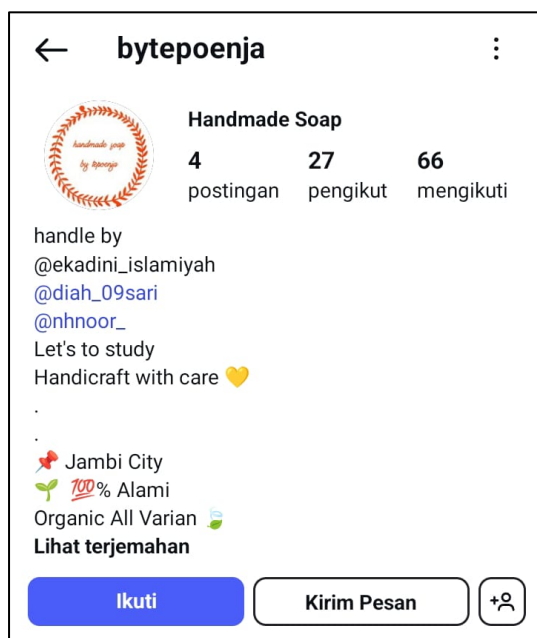 bytepoenja
handmade soap
by tepoenja
Handmade Soap
4 27 66
postingan pengikut mengikuti
handle by
@ekadini_islamiyah
@diah_09sari
@nhnoor_
Let's to study
Handicraft with care 💛
.
.
📌 Jambi City
🌱 💯% Alami
Organic All Varian 🍃
Lihat terjemahan
Ikuti Kirim Pesan